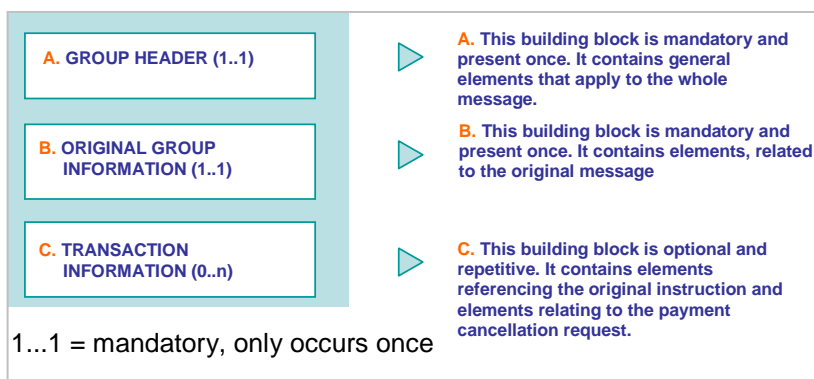 A. GROUP HEADER (1..1)
A. This building block is mandatory and
present once. It contains general
elements that apply to the whole
message.
B. ORIGINAL GROUP
INFORMATION (1..1)
B. This building block is mandatory and
present once. It contains elements, related
to the original message
C. TRANSACTION
INFORMATION (0..n)
C. This building block is optional and
repetitive. It contains elements
referencing the original instruction and
elements relating to the payment
cancellation request.
1...1 = mandatory, only occurs once